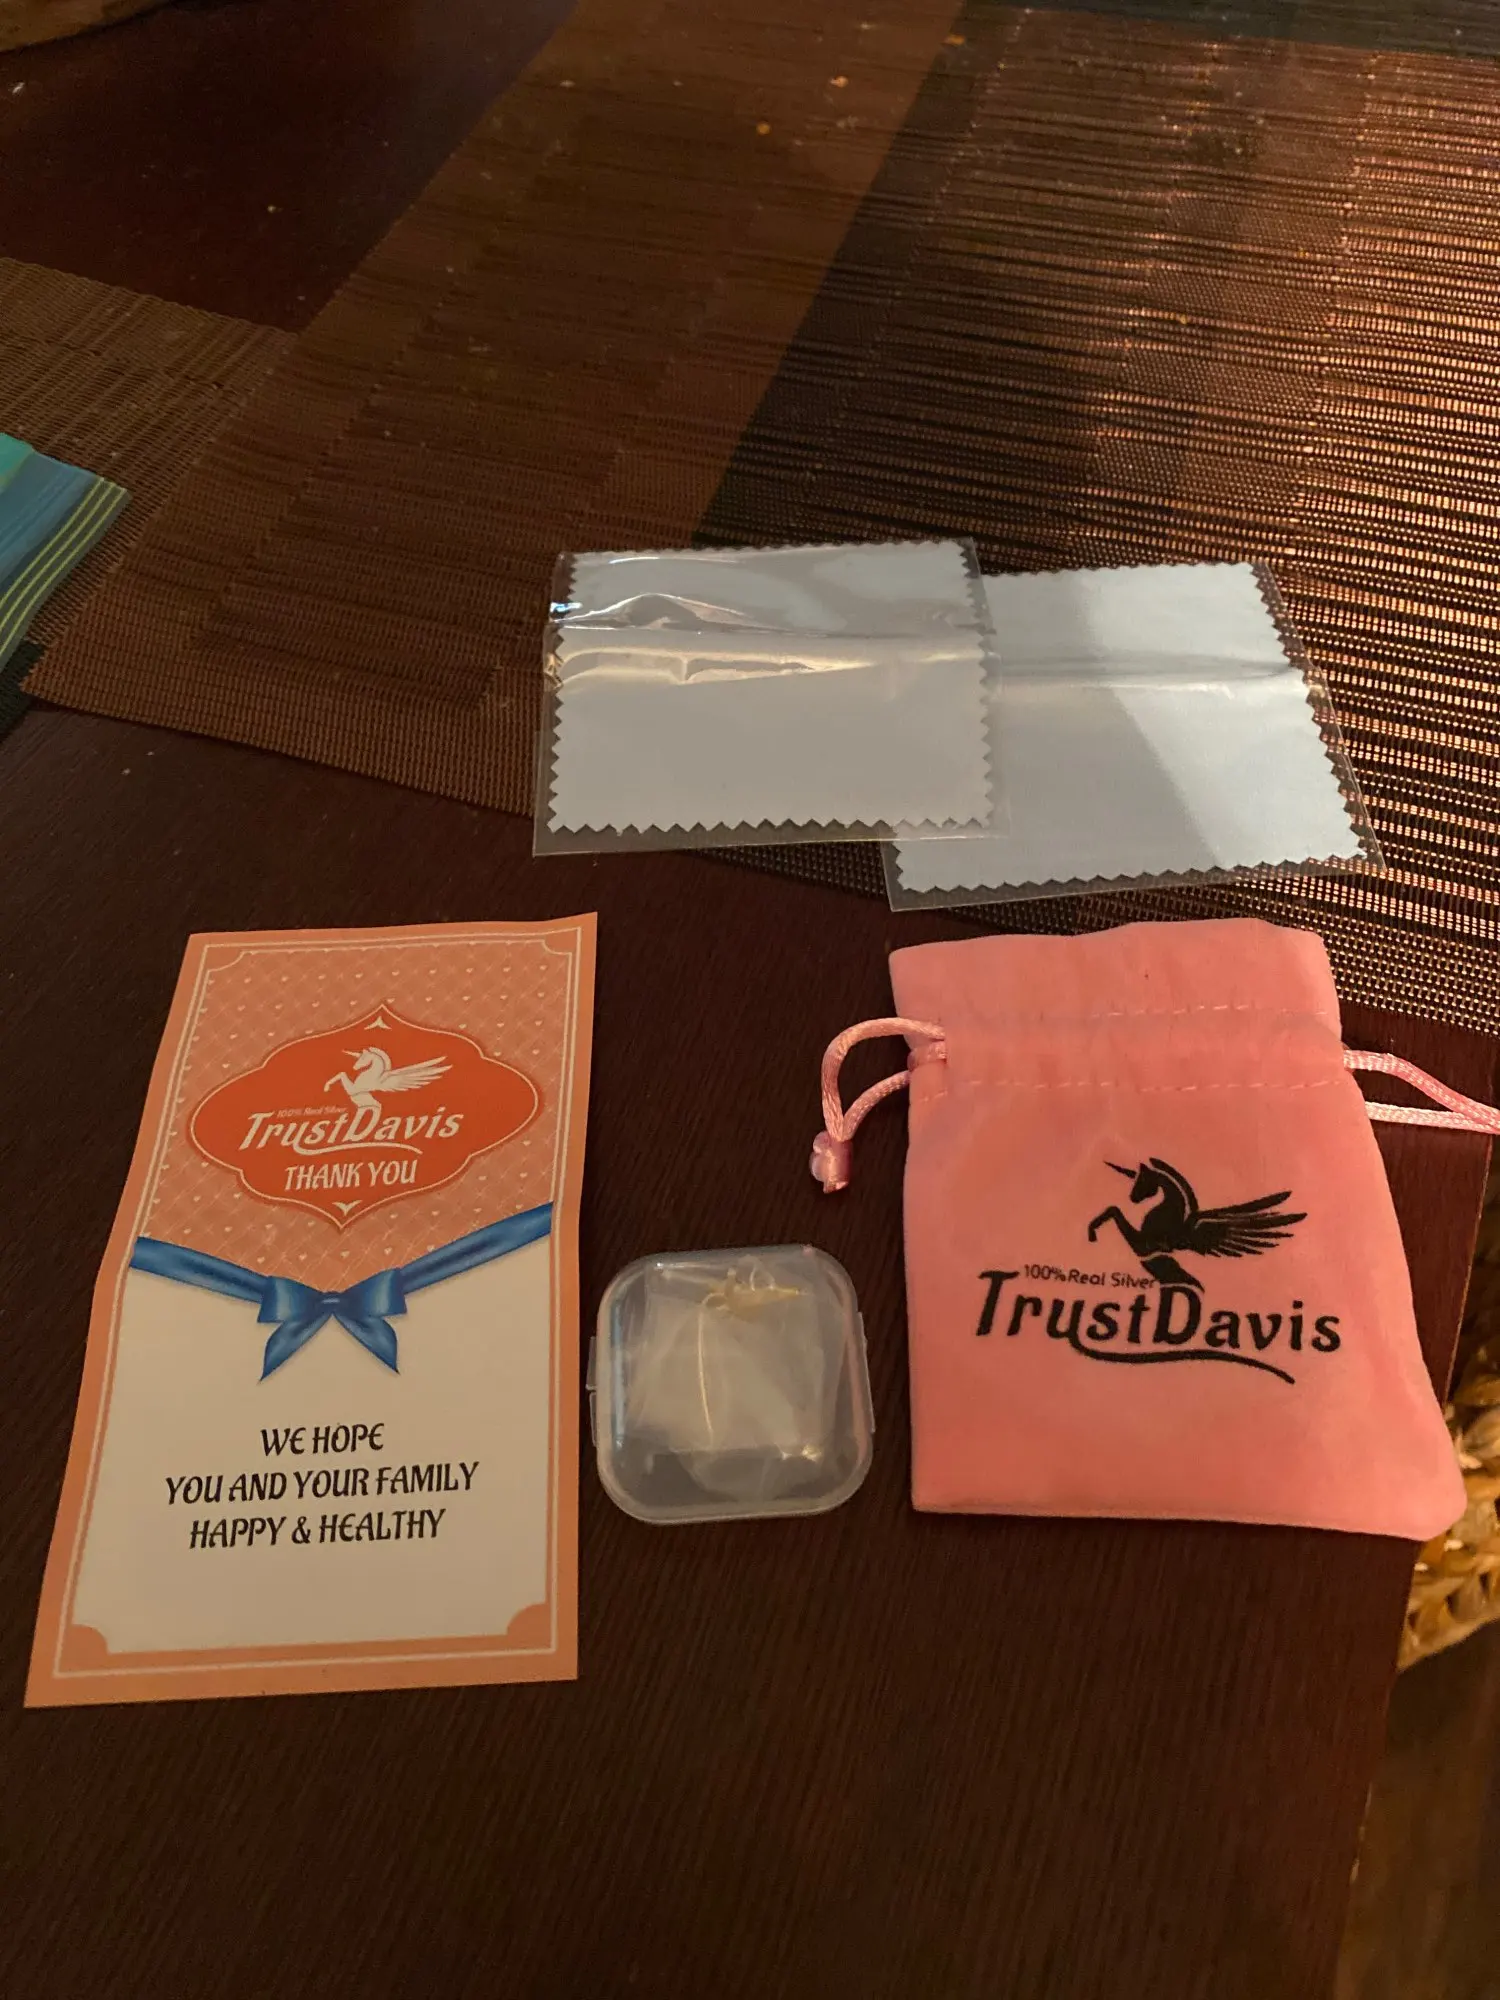 100% Real Silver
TrustDavis
THANK YOU
WE HOPE
YOU AND YOUR FAMILY
HAPPY & HEALTHY
100% Real Silver
TrustDavis